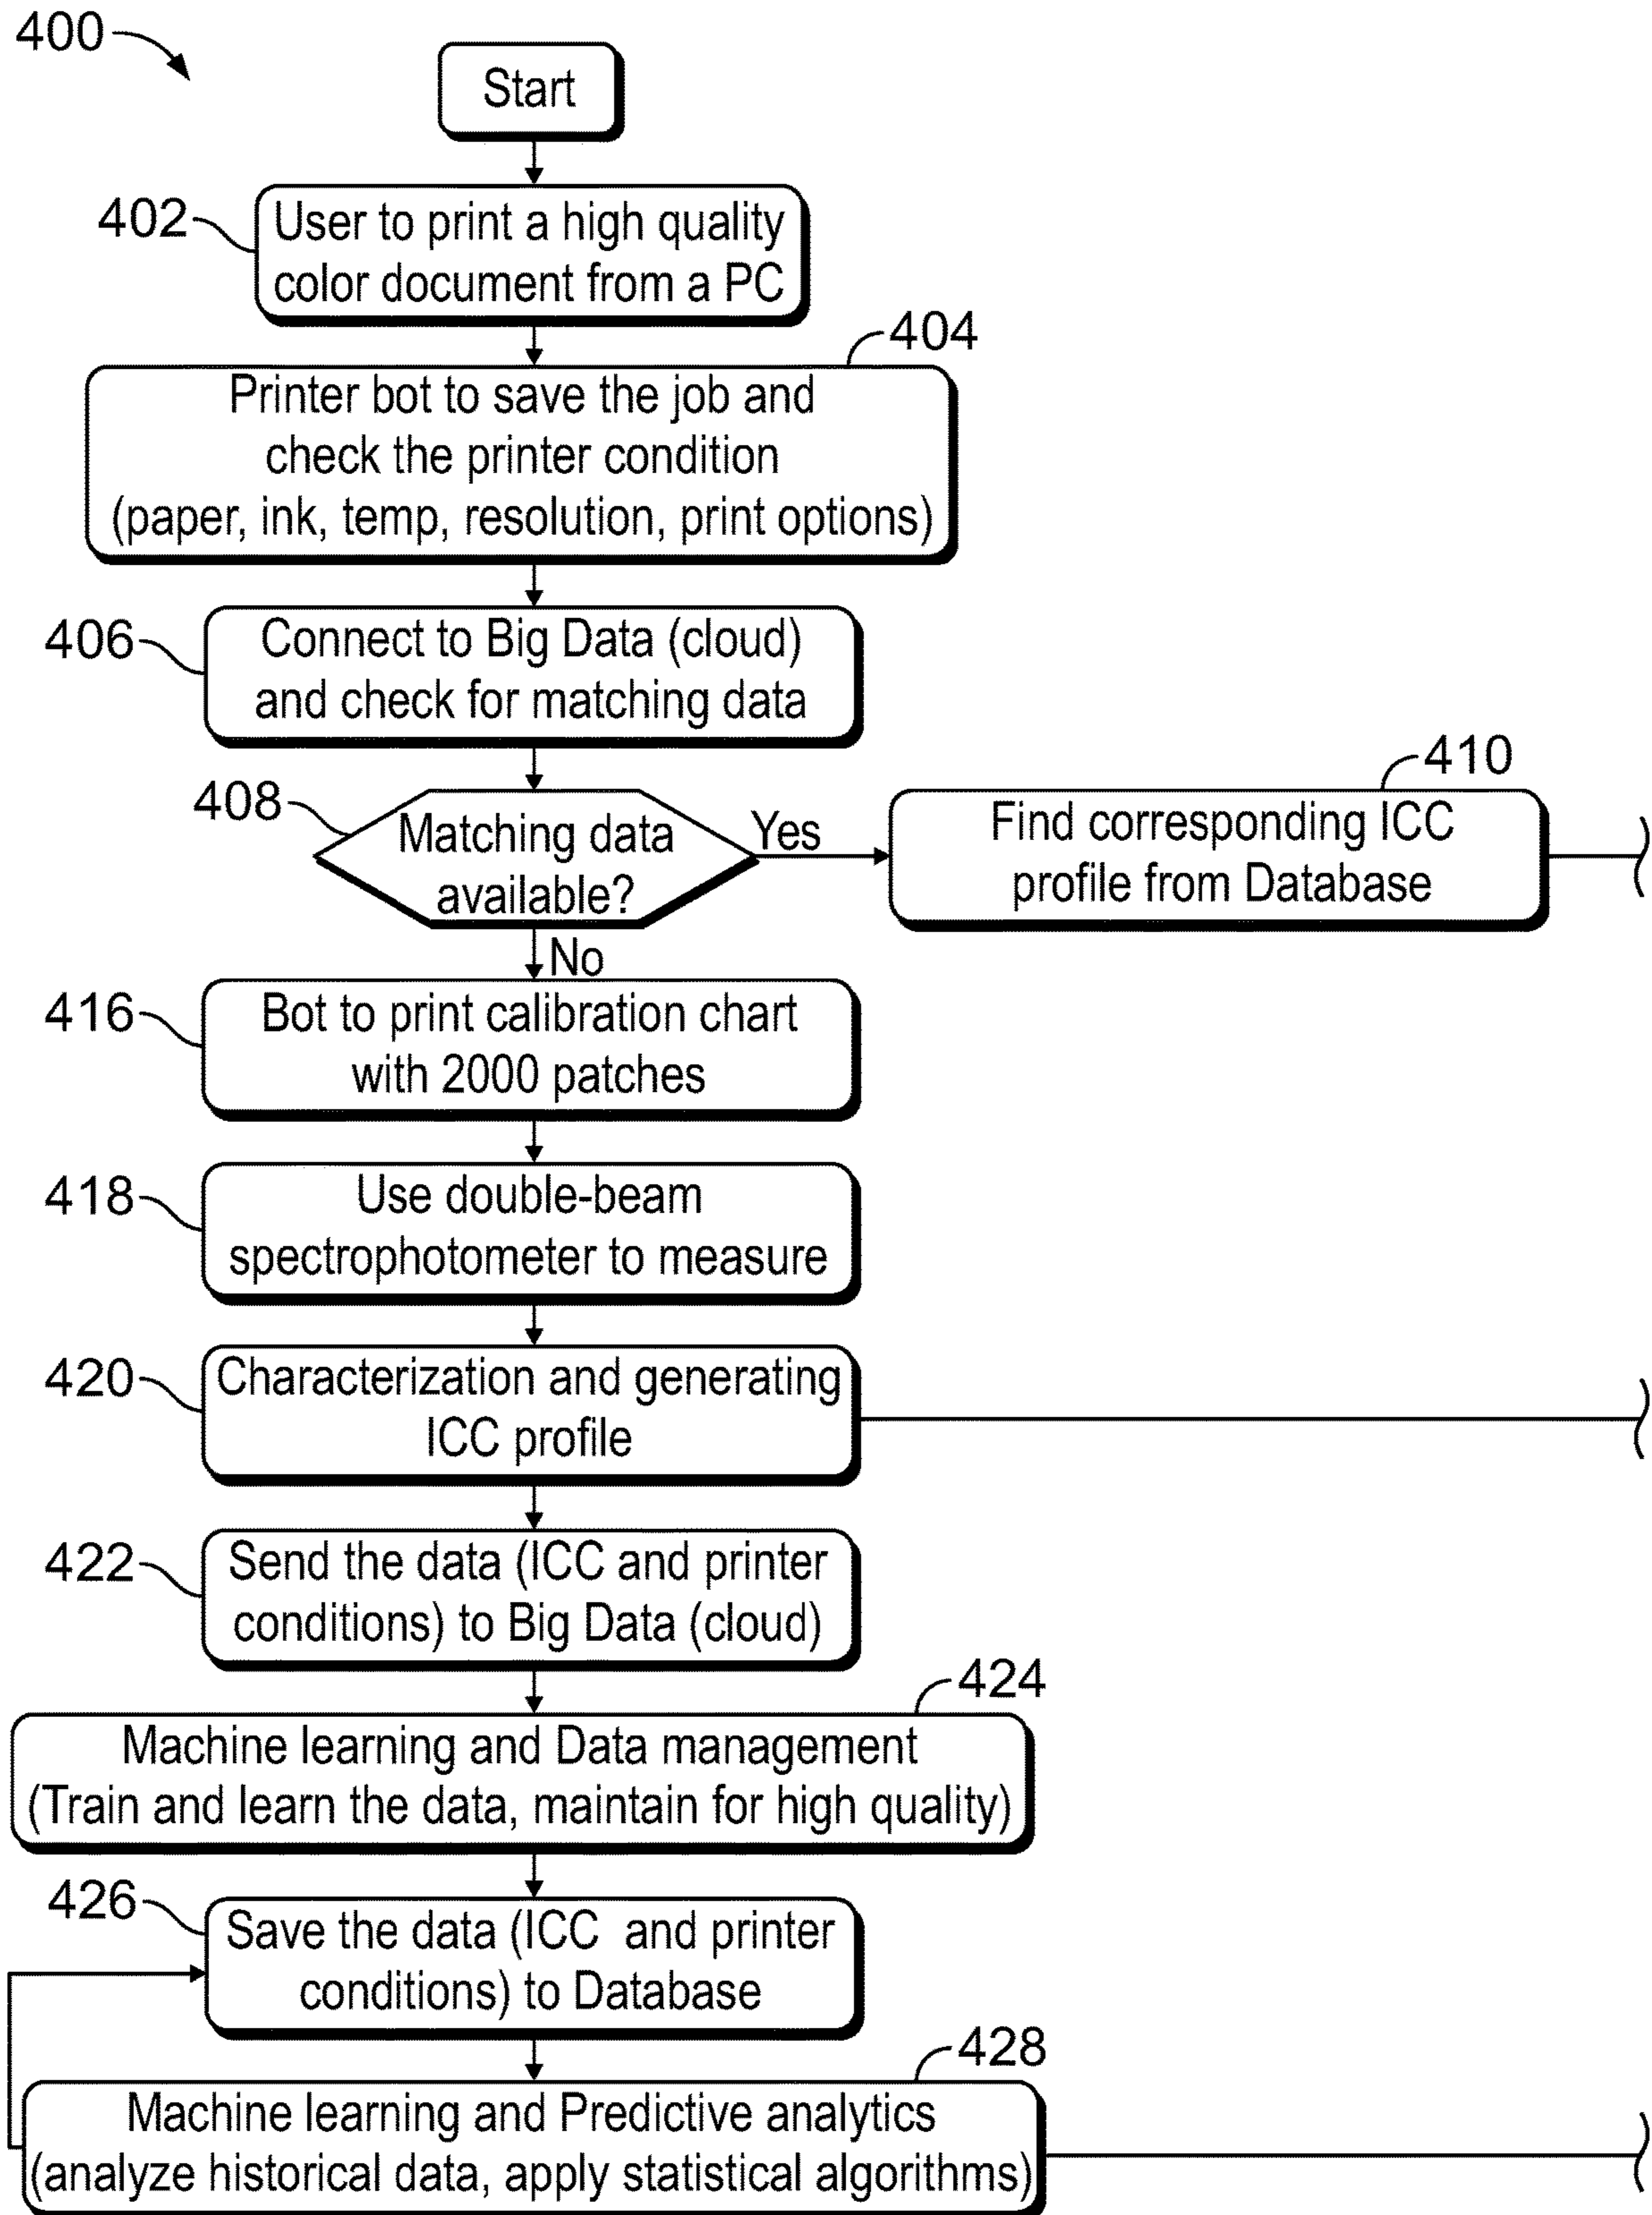 400
Start
402
User to print a high quality
color document from a PC
404
Printer bot to save the job and
check the printer condition
(paper, ink, temp, resolution, print options)
406
Connect to Big Data (cloud)
and check for matching data
408
Matching data
available?
Yes
410
Find corresponding ICC
profile from Database
No
416
Bot to print calibration chart
with 2000 patches
418
Use double-beam
spectrophotometer to measure
420
Characterization and generating
ICC profile
422
Send the data (ICC and printer
conditions) to Big Data (cloud)
424
Machine learning and Data management
(Train and learn the data, maintain for high quality)
426
Save the data (ICC and printer
conditions) to Database
428
Machine learning and Predictive analytics
(analyze historical data, apply statistical algorithms)